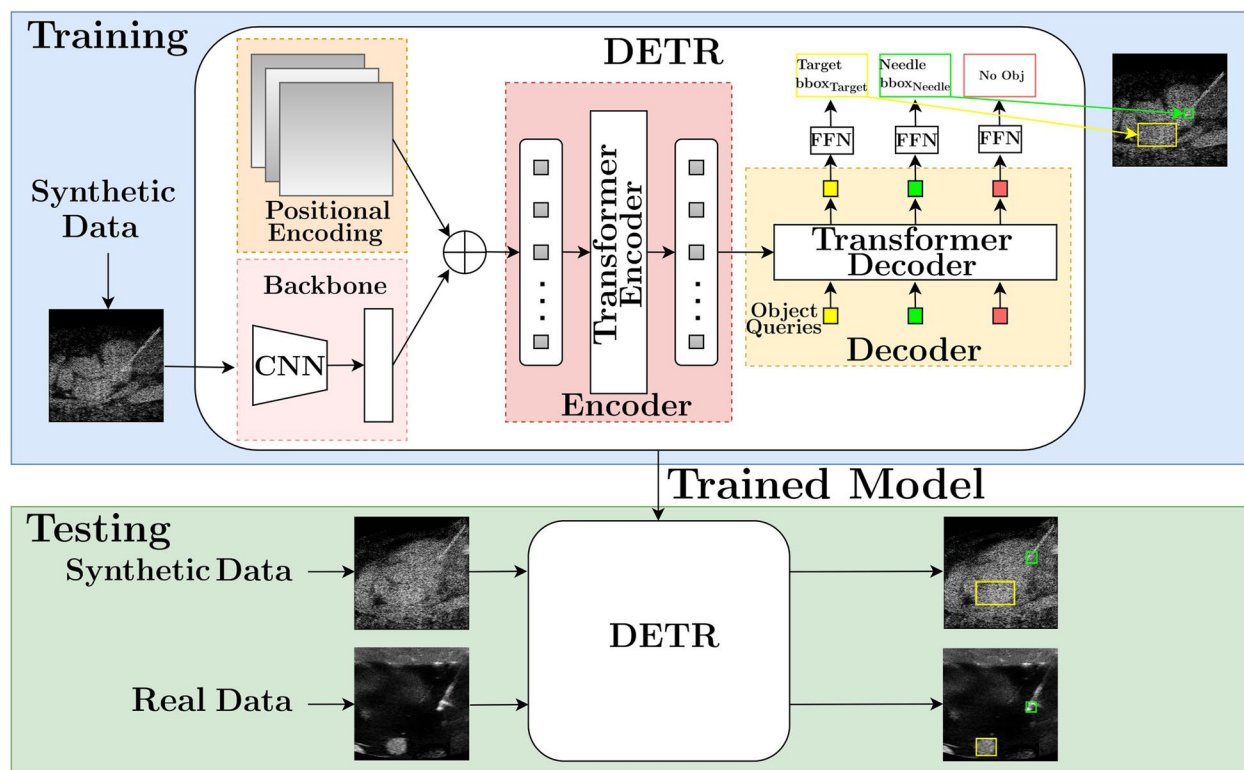 Training
DETR
Synthetic
Data
Positional
Encoding
Backbone
CNN
Transformer
Encoder
Encoder
Target
bboxTarget
Needle
bboxNeedle
No Obj
FFN
FFN
FFN
Transformer
Decoder
Object
Queries
Decoder
Trained Model
Testing
Synthetic Data
DETR
Real Data